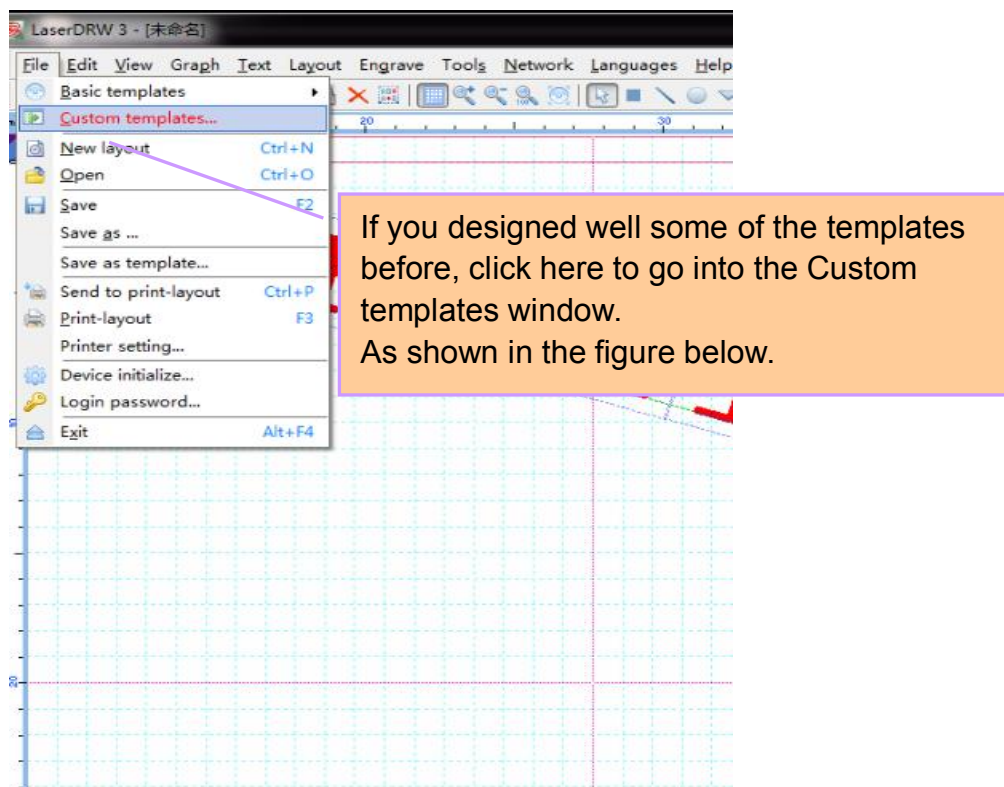 LaserDRW 3 - [未命名]
File Edit View Graph Text Layout Engrave Tools Network Languages Help
Basic templates
Custom templates...
20 30
New layout Ctrl+N
Open Ctrl+O
Save F2
Save as ...
Save as template...
Send to print-layout Ctrl+P
Print-layout F3
Printer setting...
Device initialize...
Login password...
Exit Alt+F4
If you designed well some of the templates
before, click here to go into the Custom
templates window.
As shown in the figure below.
20